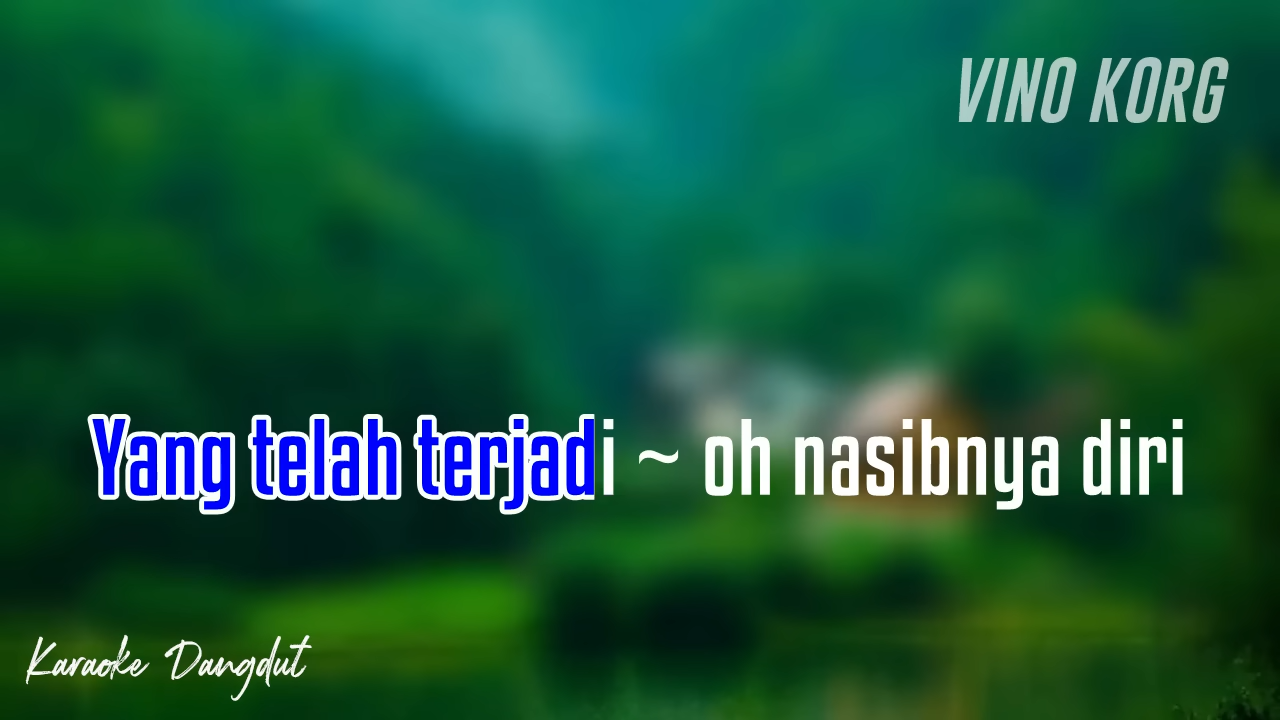 VINO KORG
Yang telah terjadi ~ oh nasibnya diri
Karaoke Dangdut